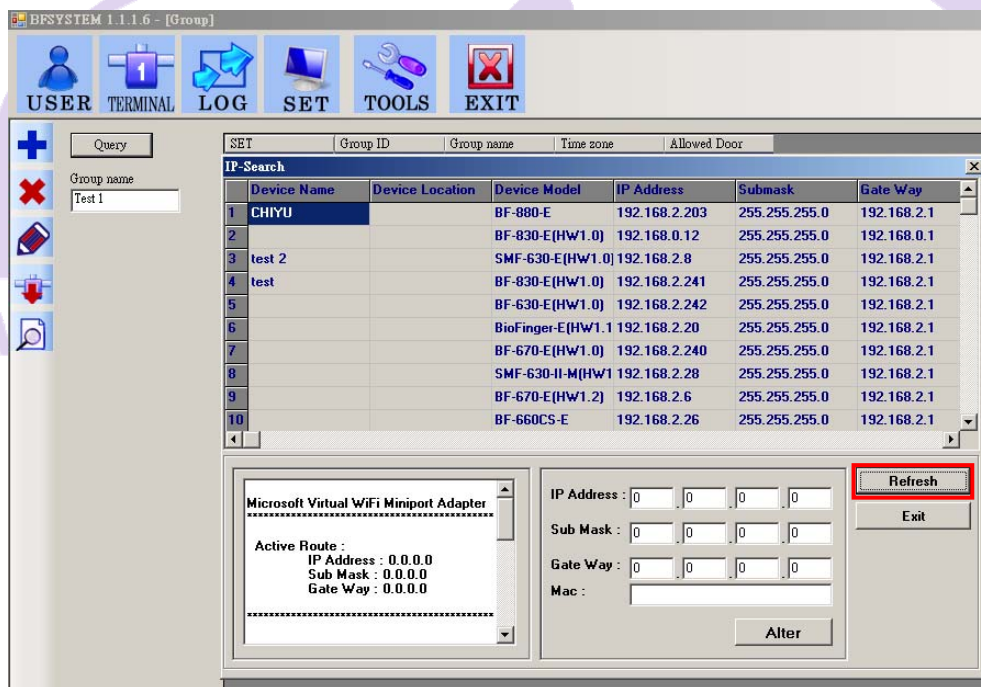 BFSYSTEM 1.1.1.6 - [Group]
USER TERMINAL LOG SET TOOLS EXIT
1
Query
Group name
Test 1
SET Group ID Group name Time zone Allowed Door
IP-Search
Device Name Device Location Device Model IP Address Submask Gate Way
1 CHIYU BF-880-E 192.168.2.203 255.255.255.0 192.168.2.1
2 BF-830-E(HW1.0) 192.168.0.12 255.255.255.0 192.168.0.1
3 test 2 SMF-630-E(HW1.0) 192.168.2.8 255.255.255.0 192.168.2.1
4 test BF-830-E(HW1.0) 192.168.2.241 255.255.255.0 192.168.2.1
5 BF-630-E(HW1.0) 192.168.2.242 255.255.255.0 192.168.2.1
6 BioFinger-E(HW1.1 192.168.2.20 255.255.255.0 192.168.2.1
7 BF-670-E(HW1.0) 192.168.2.240 255.255.255.0 192.168.2.1
8 SMF-630-II-M(HW1 192.168.2.28 255.255.255.0 192.168.2.1
9 BF-670-E(HW1.2) 192.168.2.6 255.255.255.0 192.168.2.1
10 BF-660CS-E 192.168.2.26 255.255.255.0 192.168.2.1
Microsoft Virtual WiFi Miniport Adapter
**************************************************
Active Route :
IP Address : 0.0.0.0
Sub Mask : 0.0.0.0
Gate Way : 0.0.0.0
**************************************************
IP Address : 0 . 0 . 0 . 0
Sub Mask : 0 . 0 . 0 . 0
Gate Way : 0 . 0 . 0 . 0
Mac :
Alter
Refresh
Exit